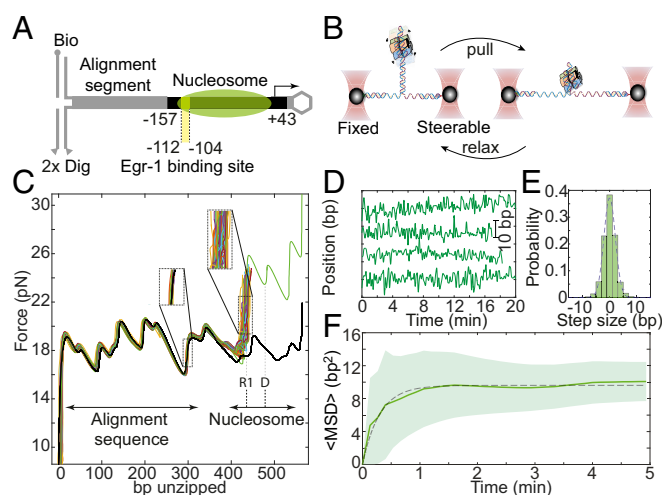 A
Bio
Alignment
segment
Nucleosome
-157
+43
-112
-104
2x Dig
Egr-1 binding site
B
pull
Fixed
Steerable
relax
C
Force (pN)
30
26
22
18
14
10
R1
D
Alignment
sequence
Nucleosome
0
100
200
300
400
500
bp unzipped
D
Position (bp)
10 bp
0
4
8
12
16
20
Time (min)
E
Probability
0.4
0.3
0.2
0.1
0
-10
0
10
Step size (bp)
F
<MSD> (bp²)
16
12
8
4
0
0
1
2
3
4
5
Time (min)